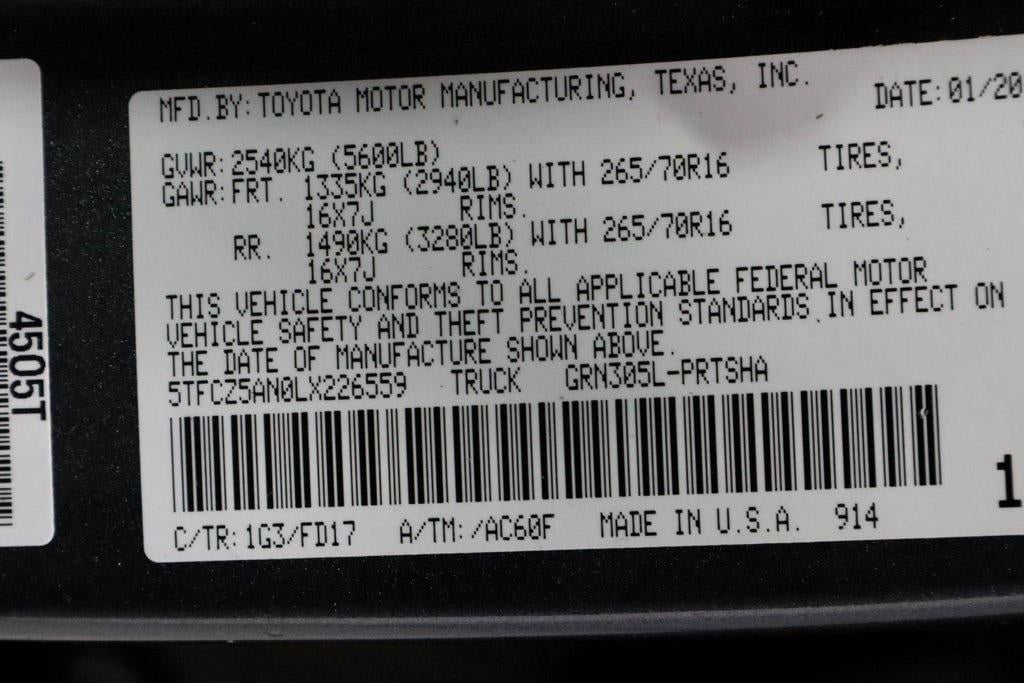 MFD.BY: TOYOTA MOTOR MANUFACTURING, TEXAS, INC. DATE: 01/20
GVWR: 2540KG (5600LB)
GAWR: FRT. 1335KG (2940LB) WITH 265/70R16 TIRES,
16X7J RIMS.
RR. 1490KG (3280LB) WITH 265/70R16 TIRES,
16X7J RIMS.
THIS VEHICLE CONFORMS TO ALL APPLICABLE FEDERAL MOTOR
VEHICLE SAFETY AND THEFT PREVENTION STANDARDS IN EFFECT ON
THE DATE OF MANUFACTURE SHOWN ABOVE.
5TFCZ5AN0LX226559 TRUCK GRN305L-PRTSHA
C/TR: 1G3/FD17 A/TM: /AC60F MADE IN U.S.A. 914
1
4505T